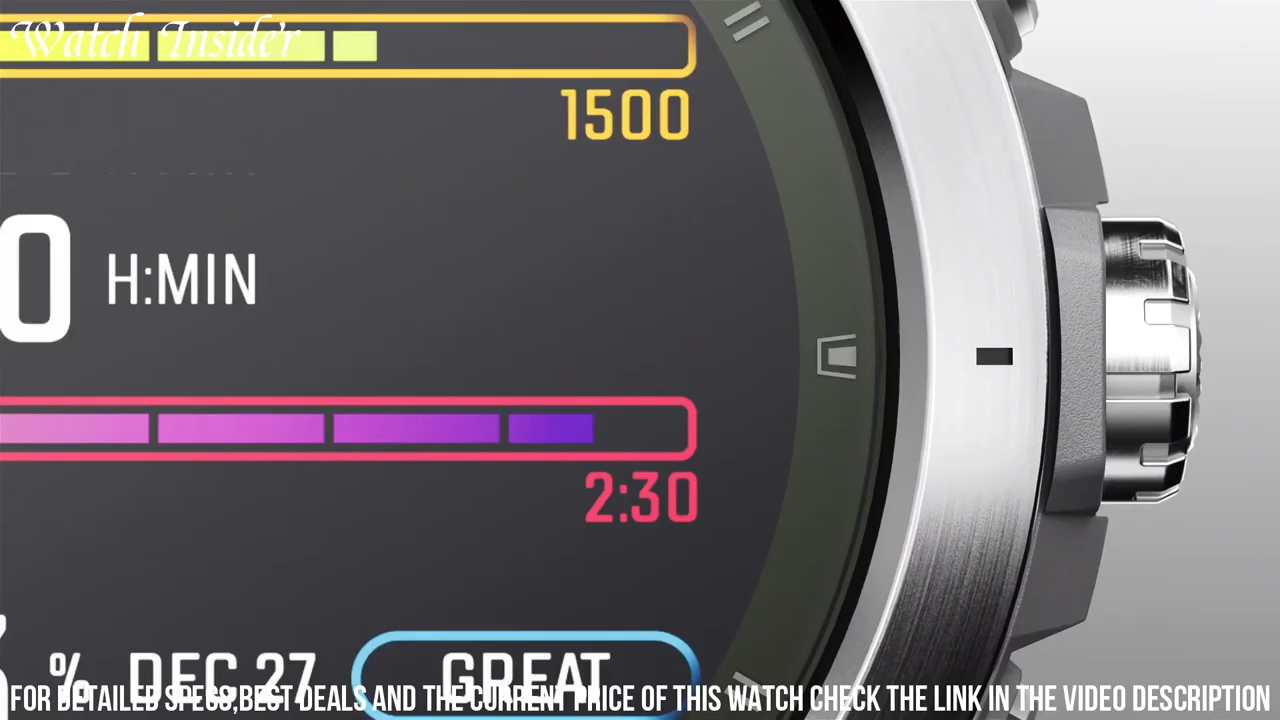 Watch Insider
1500
0 H:MIN
2:30
% DEC 27 GREAT
FOR DETAILED SPECS,BEST DEALS AND THE CURRENT PRICE OF THIS WATCH CHECK THE LINK IN THE VIDEO DESCRIPTION